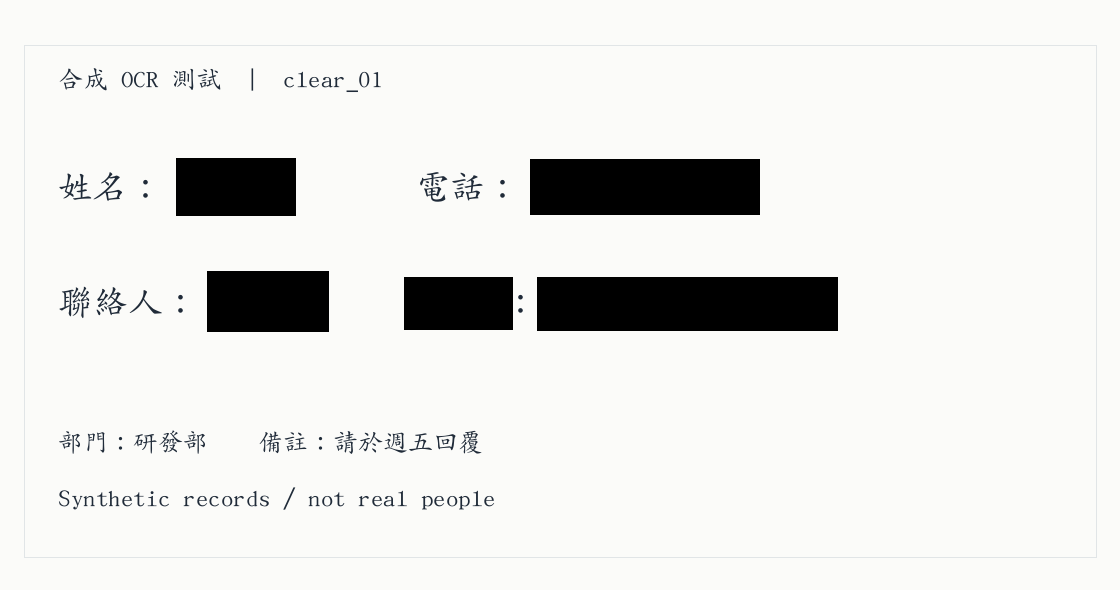 合成 OCR 測試 | clear_01
姓名： 電話：
聯絡人： :
部門：研發部 備註：請於週五回覆
Synthetic records / not real people